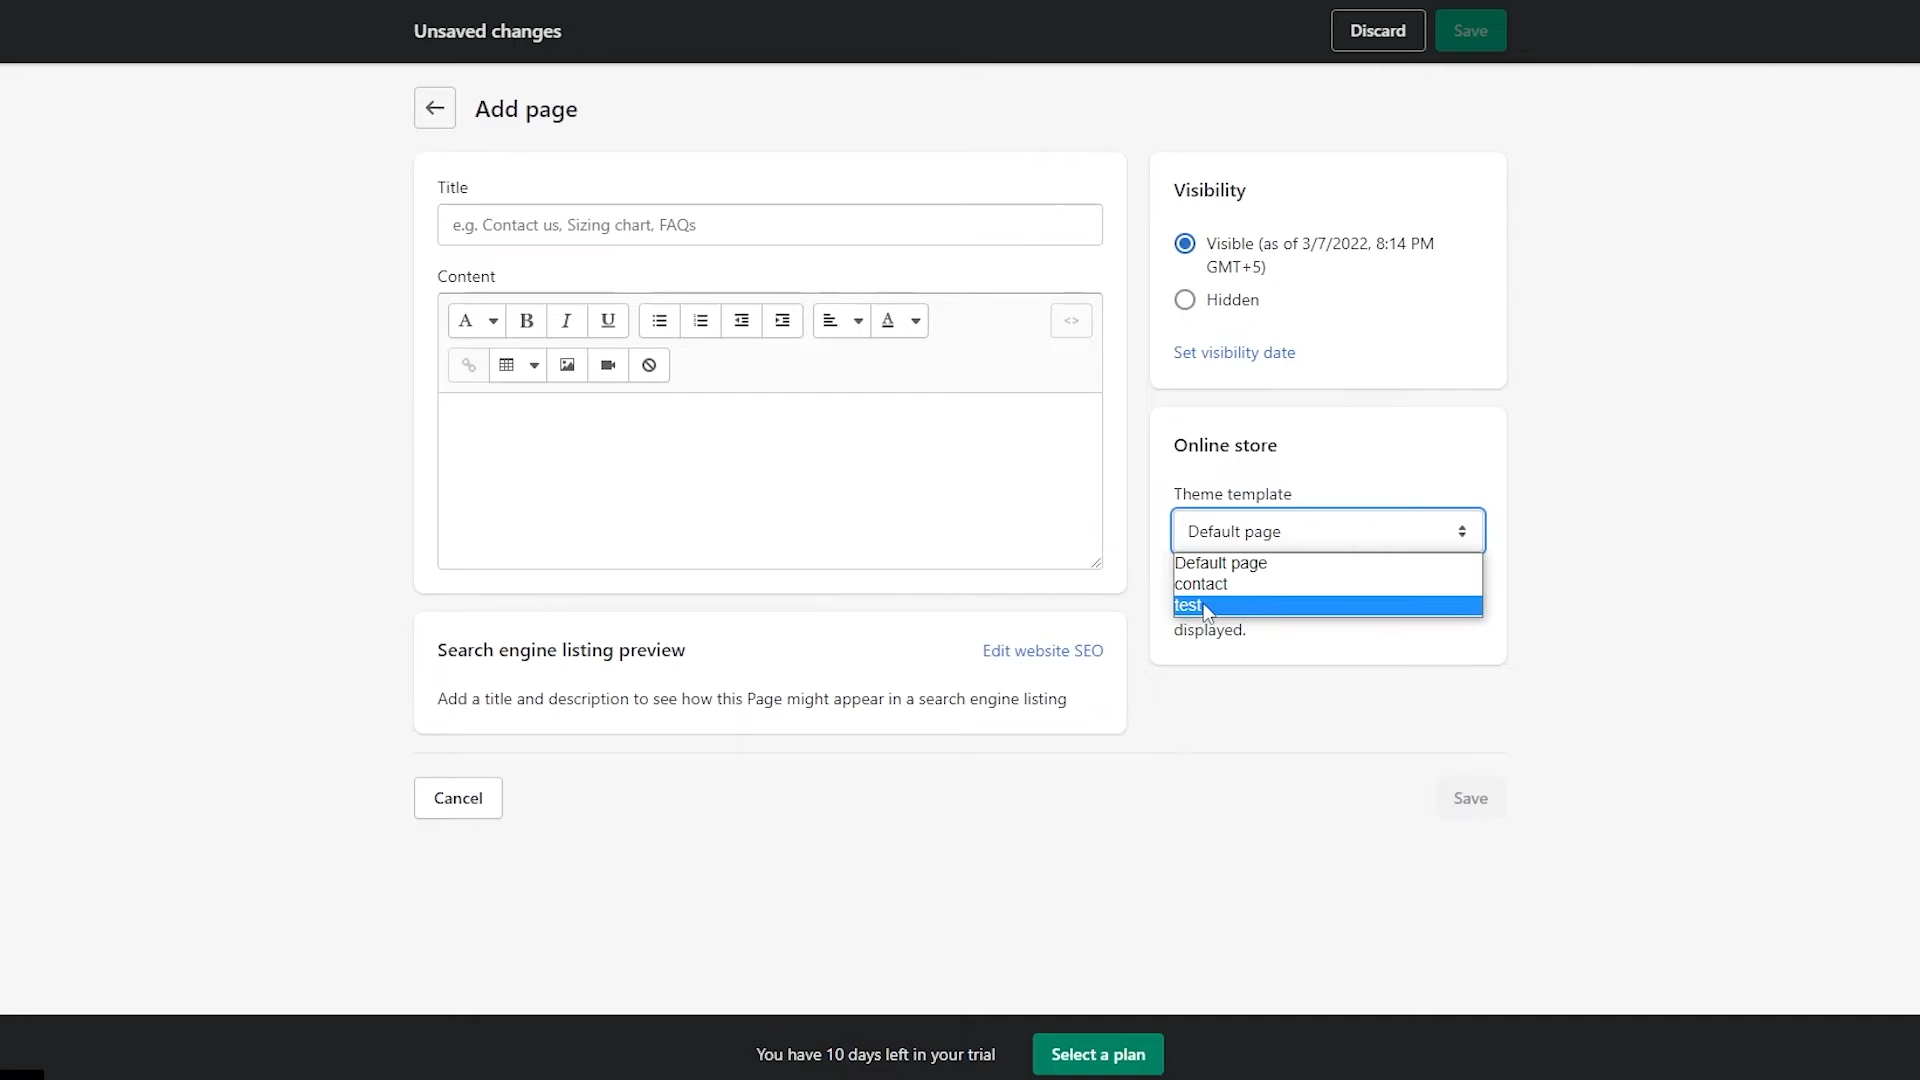 Unsaved changes
Discard
Save
Add page
Title
e.g. Contact us, Sizing chart, FAQs
Content
A
B
I
U
A
<>
Search engine listing preview
Edit website SEO
Add a title and description to see how this Page might appear in a search engine listing
Visibility
Visible (as of 3/7/2022, 8:14 PM
GMT+5)
Hidden
Set visibility date
Online store
Theme template
Default page
Default page
contact
test
displayed.
Cancel
Save
You have 10 days left in your trial
Select a plan